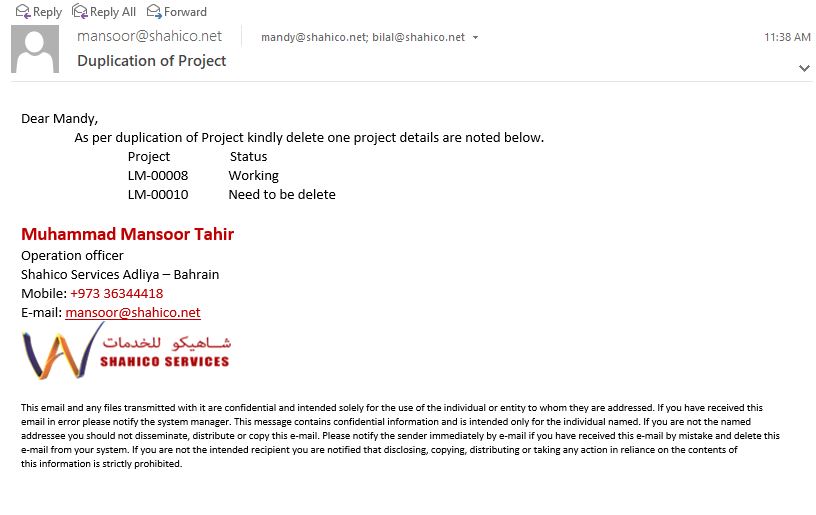 Reply Reply All Forward
mansoor@shahico.net mandy@shahico.net; bilal@shahico.net 11:38 AM
Duplication of Project
Dear Mandy,
As per duplication of Project kindly delete one project details are noted below.
Project Status
LM-00008 Working
LM-00010 Need to be delete
Muhammad Mansoor Tahir
Operation officer
Shahico Services Adliya – Bahrain
Mobile: +973 36344418
E-mail: mansoor@shahico.net
شاهيكو للخدمات
SHAHICO SERVICES
This email and any files transmitted with it are confidential and intended solely for the use of the individual or entity to whom they are addressed. If you have received this
email in error please notify the system manager. This message contains confidential information and is intended only for the individual named. If you are not the named
addressee you should not disseminate, distribute or copy this e-mail. Please notify the sender immediately by e-mail if you have received this e-mail by mistake and delete this
e-mail from your system. If you are not the intended recipient you are notified that disclosing, copying, distributing or taking any action in reliance on the contents of
this information is strictly prohibited.